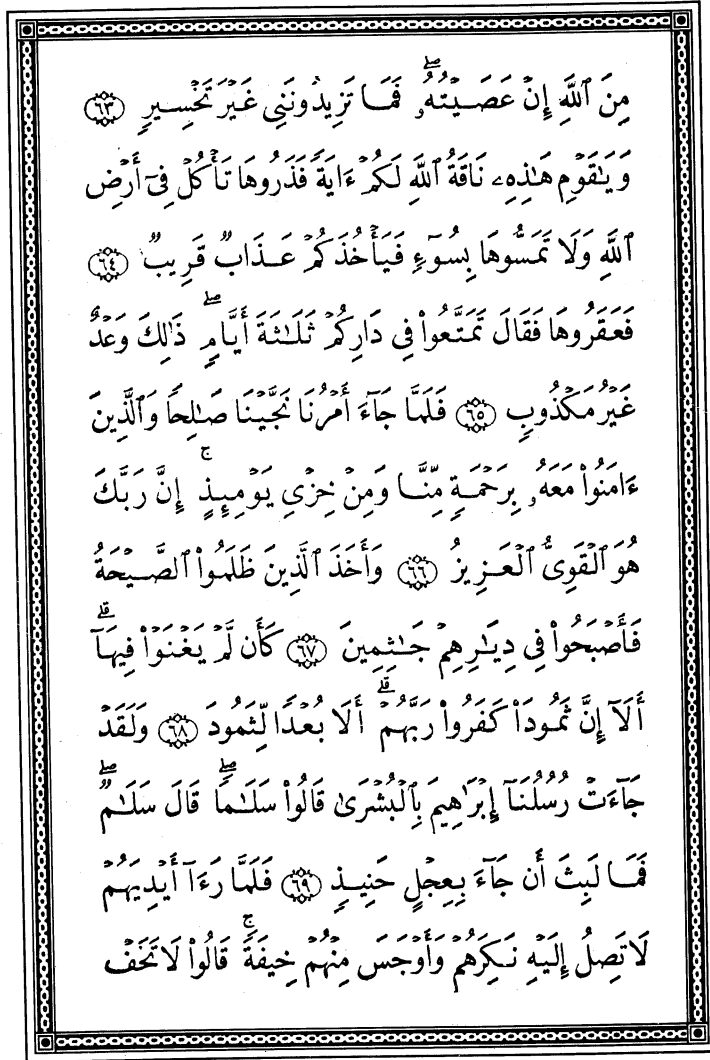 مِنَ ٱللَّهِ إِنْ عَصَيْتُهُۥۖ فَمَا تَزِيدُونَنِى غَيْرَ تَخْسِيرٍ ﴿٦٣﴾
وَيَـٰقَوْمِ هَـٰذِهِۦ نَاقَةُ ٱللَّهِ لَكُمْ ءَايَةً فَذَرُوهَا تَأْكُلْ فِىٓ أَرْضِ
ٱللَّهِ وَلَا تَمَسُّوهَا بِسُوٓءٍ فَيَأْخُذَكُمْ عَذَابٌ قَرِيبٌ ﴿٦٤﴾
فَعَقَرُوهَا فَقَالَ تَمَتَّعُوا۟ فِى دَارِكُمْ ثَلَـٰثَةَ أَيَّامٍۖ ذَٰلِكَ وَعْدٌ
غَيْرُ مَكْذُوبٍ ﴿٦٥﴾ فَلَمَّا جَآءَ أَمْرُنَا نَجَّيْنَا صَـٰلِحًا وَٱلَّذِينَ
ءَامَنُوا۟ مَعَهُۥ بِرَحْمَةٍ مِّنَّا وَمِنْ خِزْىِ يَوْمِئِذٍۚ إِنَّ رَبَّكَ
هُوَ ٱلْقَوِىُّ ٱلْعَزِيزُ ﴿٦٦﴾ وَأَخَذَ ٱلَّذِينَ ظَلَمُوا۟ ٱلصَّيْحَةُ
فَأَصْبَحُوا۟ فِى دِيَـٰرِهِمْ جَـٰثِمِينَ ﴿٦٧﴾ كَأَن لَّمْ يَغْنَوْا۟ فِيهَآۗ
أَلَآ إِنَّ ثَمُودَا۟ كَفَرُوا۟ رَبَّهُمْۗ أَلَا بُعْدًا لِّثَمُودَ ﴿٦٨﴾ وَلَقَدْ
جَآءَتْ رُسُلُنَآ إِبْرَٰهِيمَ بِٱلْبُشْرَىٰ قَالُوا۟ سَلَـٰمًاۖ قَالَ سَلَـٰمٌۖ
فَمَا لَبِثَ أَن جَآءَ بِعِجْلٍ حَنِيذٍ ﴿٦٩﴾ فَلَمَّا رَءَآ أَيْدِيَهُمْ
لَا تَصِلُ إِلَيْهِ نَكِرَهُمْ وَأَوْجَسَ مِنْهُمْ خِيفَةًۚ قَالُوا۟ لَا تَخَفْ